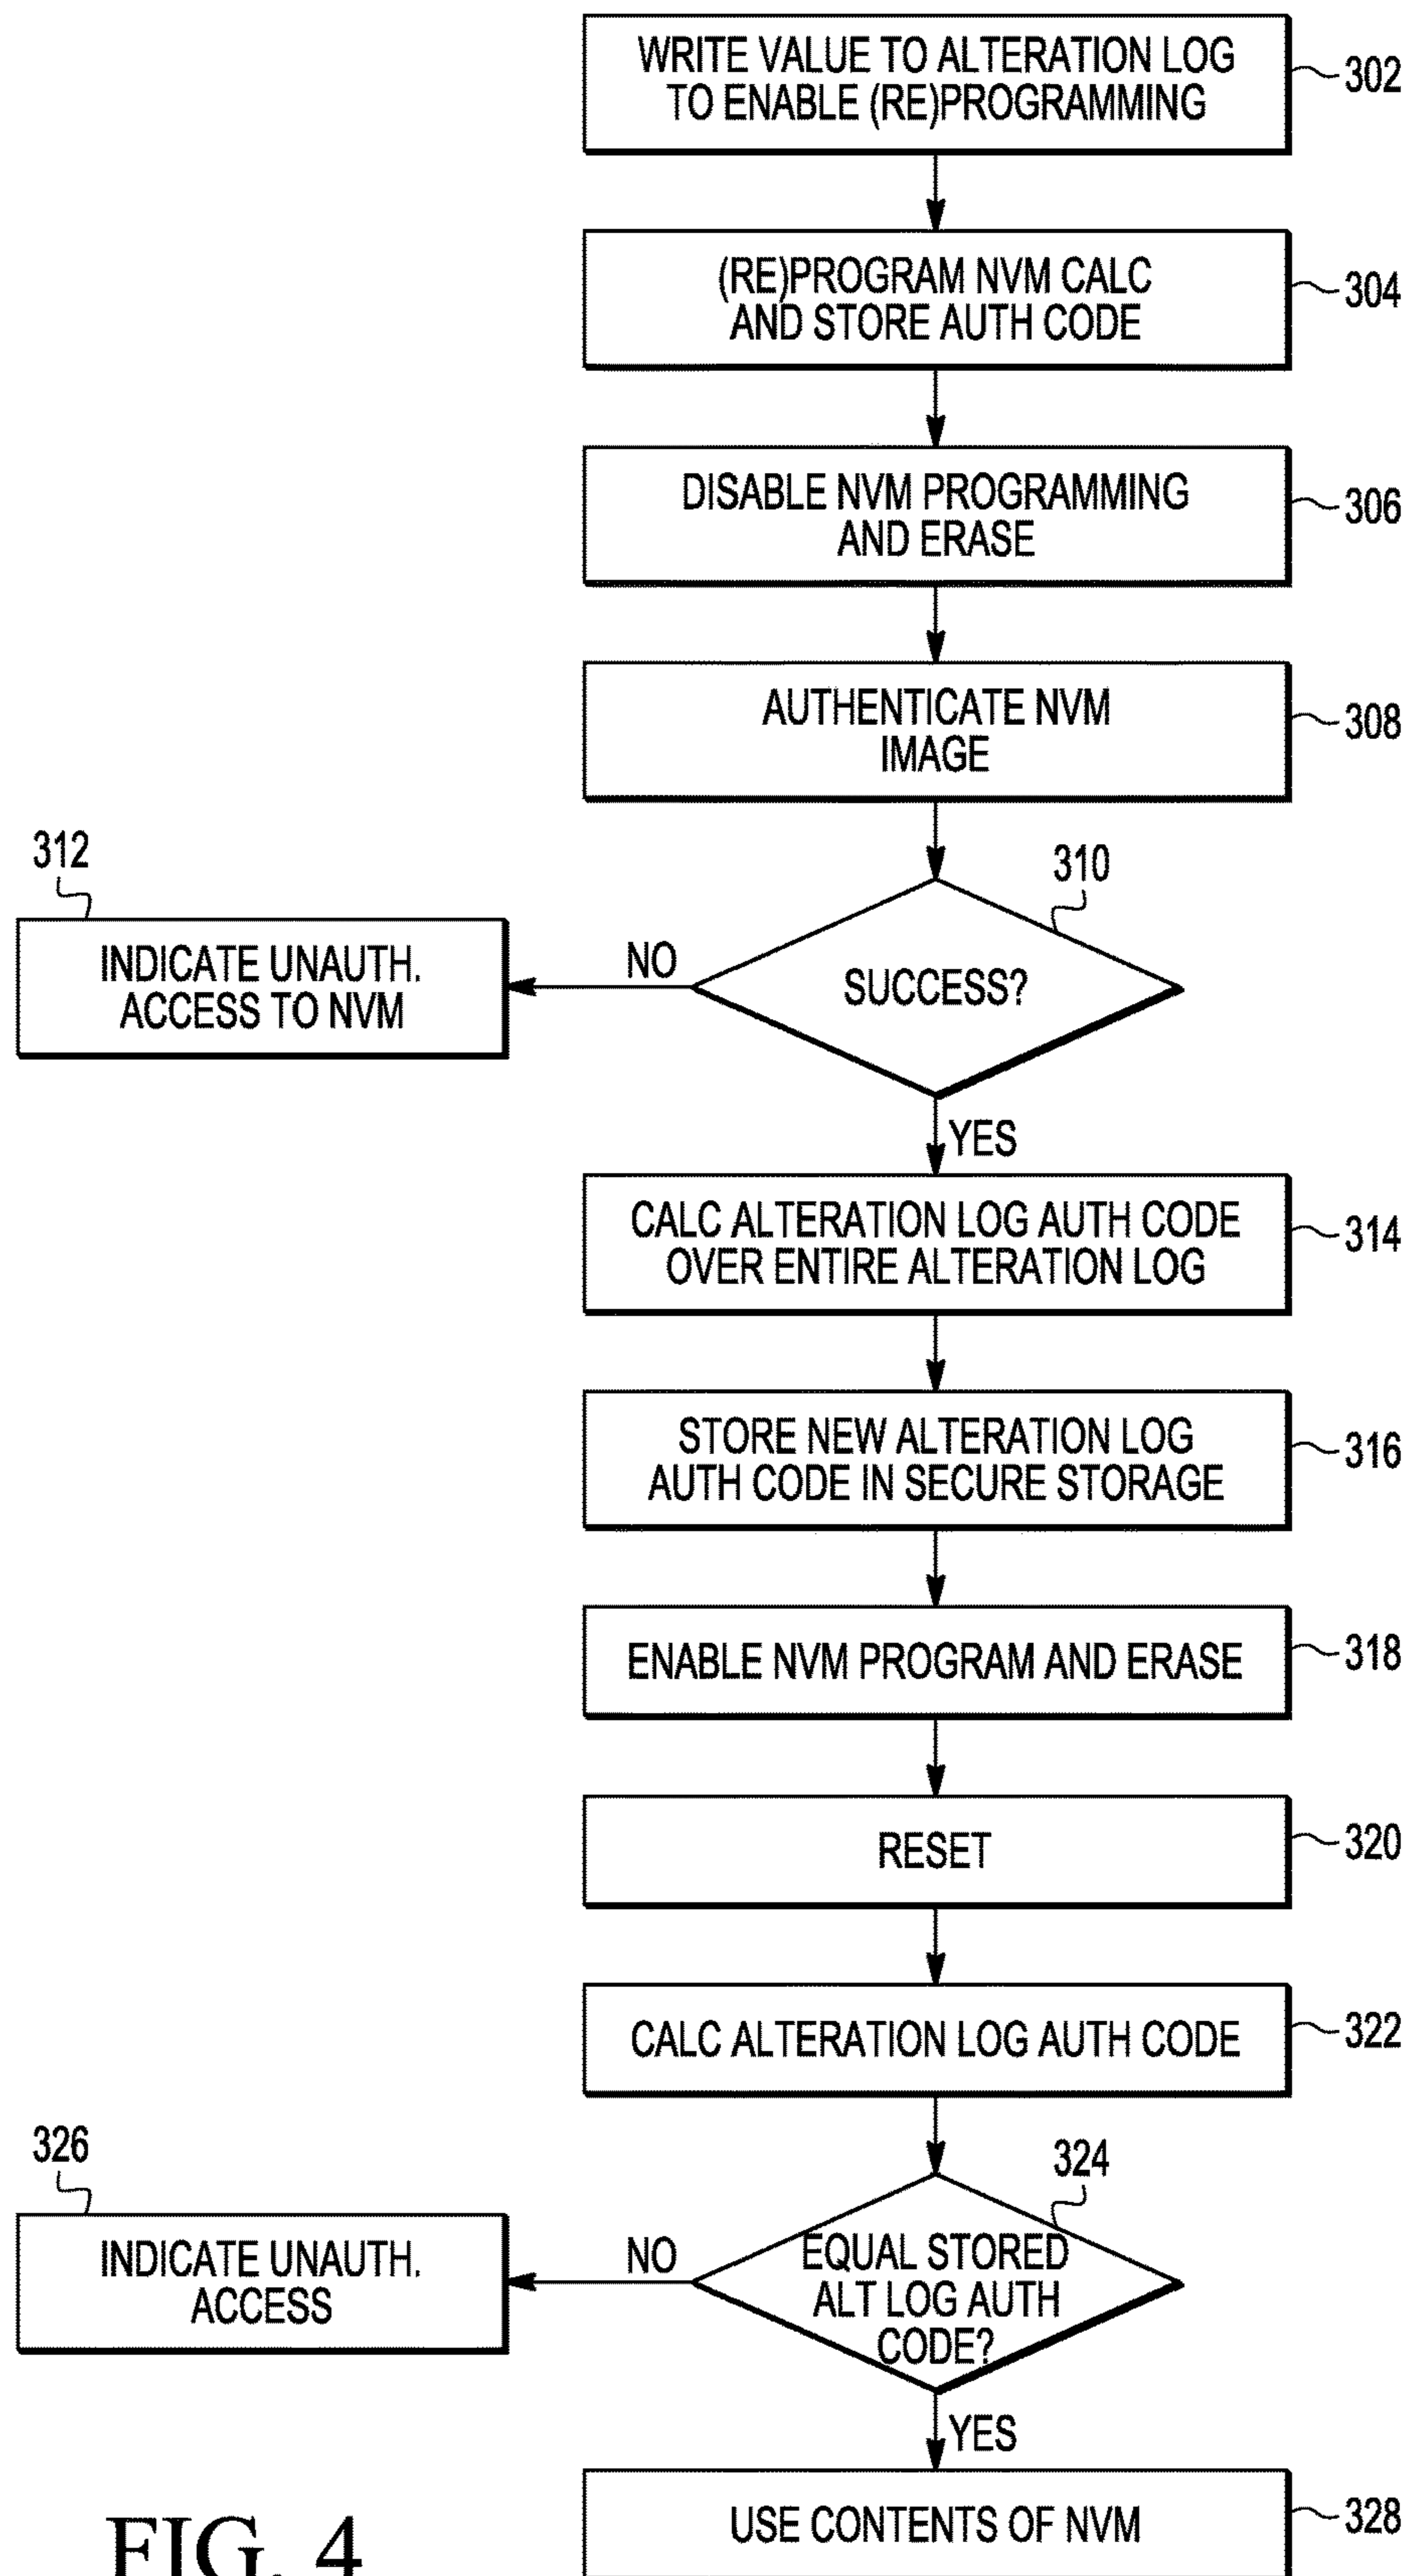 WRITE VALUE TO ALTERATION LOG
TO ENABLE (RE)PROGRAMMING
302
(RE)PROGRAM NVM CALC
AND STORE AUTH CODE
304
DISABLE NVM PROGRAMMING
AND ERASE
306
AUTHENTICATE NVM
IMAGE
308
310
SUCCESS?
NO
312
INDICATE UNAUTH.
ACCESS TO NVM
YES
CALC ALTERATION LOG AUTH CODE
OVER ENTIRE ALTERATION LOG
314
STORE NEW ALTERATION LOG
AUTH CODE IN SECURE STORAGE
316
ENABLE NVM PROGRAM AND ERASE
318
RESET
320
CALC ALTERATION LOG AUTH CODE
322
324
EQUAL STORED
ALT LOG AUTH
CODE?
NO
326
INDICATE UNAUTH.
ACCESS
YES
USE CONTENTS OF NVM
328
FIG. 4